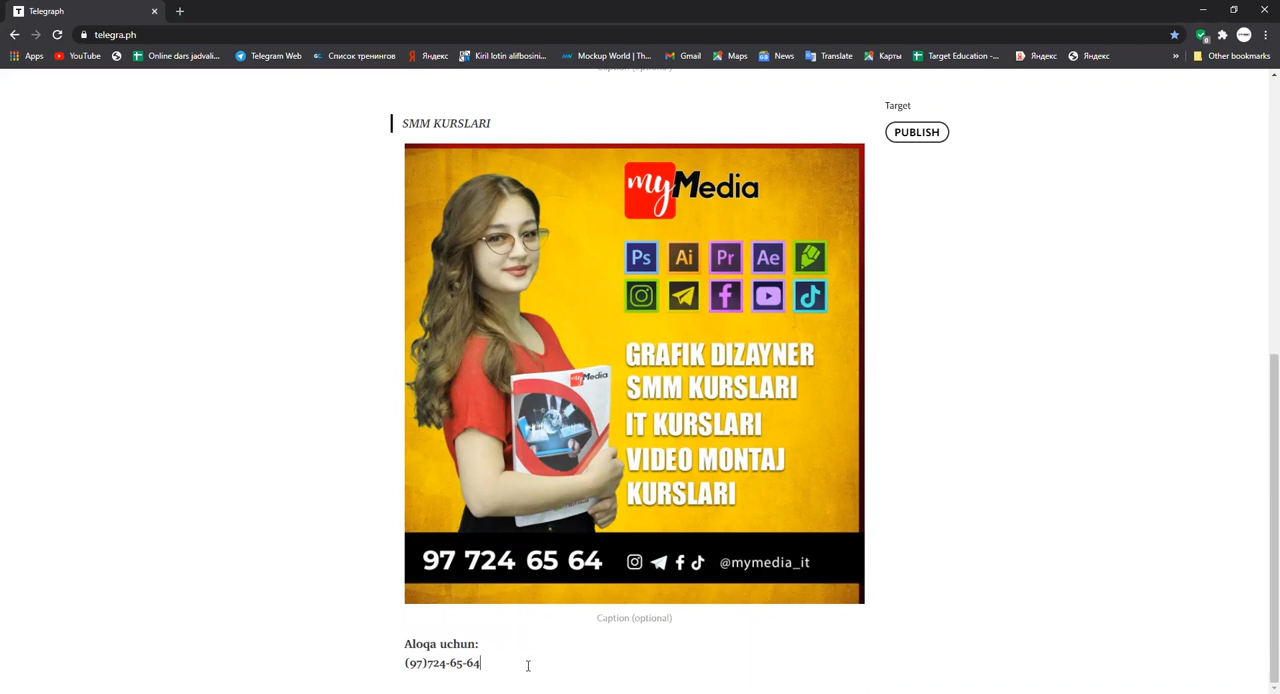 Telegraph
telegra.ph
Apps
YouTube
Online dars jadvali...
Telegram Web
Список тренингов
Яндекс
Kiril lotin alifbosini...
Mockup World | Th...
Gmail
Maps
News
Translate
Карты
Target Education -...
Яндекс
Яндекс
»
Other bookmarks
Caption (optional)
Target
PUBLISH
SMM KURSLARI
myMedia
Ps Ai Pr Ae
GRAFIK DIZAYNER
SMM KURSLARI
IT KURSLARI
VIDEO MONTAJ
KURSLARI
myMedia
97 724 65 64
@mymedia_it
Caption (optional)
Aloqa uchun:
(97)724-65-64